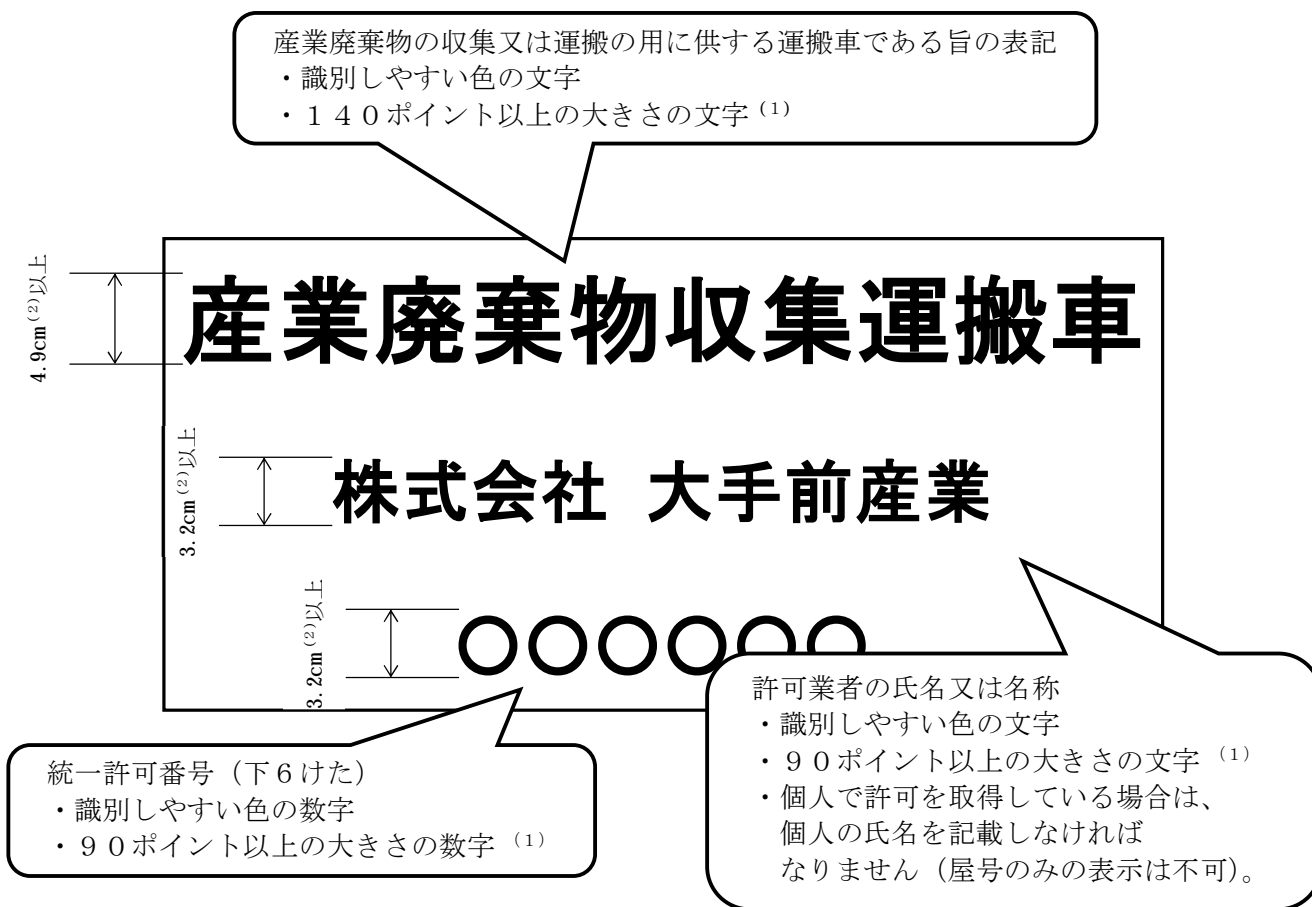 産業廃棄物の収集又は運搬の用に供する運搬車である旨の表記
・識別しやすい色の文字
・１４０ポイント以上の大きさの文字(1)
4.9cm(2)以上
産業廃棄物収集運搬車
3.2cm(2)以上
株式会社 大手前産業
3.2cm(2)以上
○○○○○○
許可業者の氏名又は名称
・識別しやすい色の文字
・９０ポイント以上の大きさの文字 (1)
・個人で許可を取得している場合は、
個人の氏名を記載しなければ
なりません（屋号のみの表示は不可）。
統一許可番号（下６けた）
・識別しやすい色の数字
・９０ポイント以上の大きさの数字 (1)